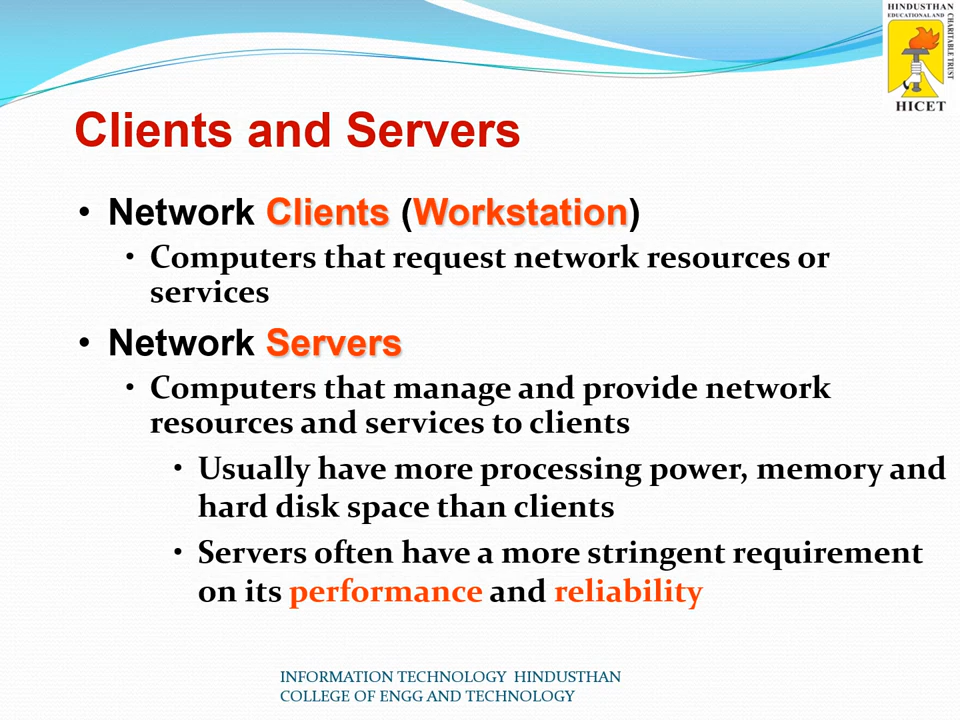 HINDUSTHAN
EDUCATIONAL AND
CHARITABLE TRUST
HICET
Clients and Servers
• Network Clients (Workstation)
• Computers that request network resources or
services
• Network Servers
• Computers that manage and provide network
resources and services to clients
• Usually have more processing power, memory and
hard disk space than clients
• Servers often have a more stringent requirement
on its performance and reliability
INFORMATION TECHNOLOGY HINDUSTHAN
COLLEGE OF ENGG AND TECHNOLOGY